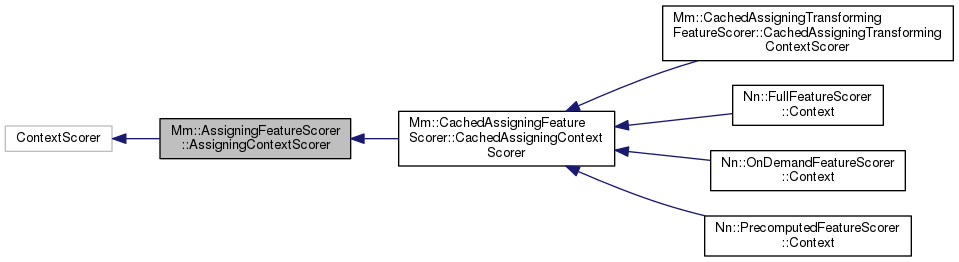 ContextScorer
Mm::AssigningFeatureScorer
::AssigningContextScorer
Mm::CachedAssigningFeature
Scorer::CachedAssigningContext
Scorer
Mm::CachedAssigningTransforming
FeatureScorer::CachedAssigningTransforming
ContextScorer
Nn::FullFeatureScorer
::Context
Nn::OnDemandFeatureScorer
::Context
Nn::PrecomputedFeatureScorer
::Context